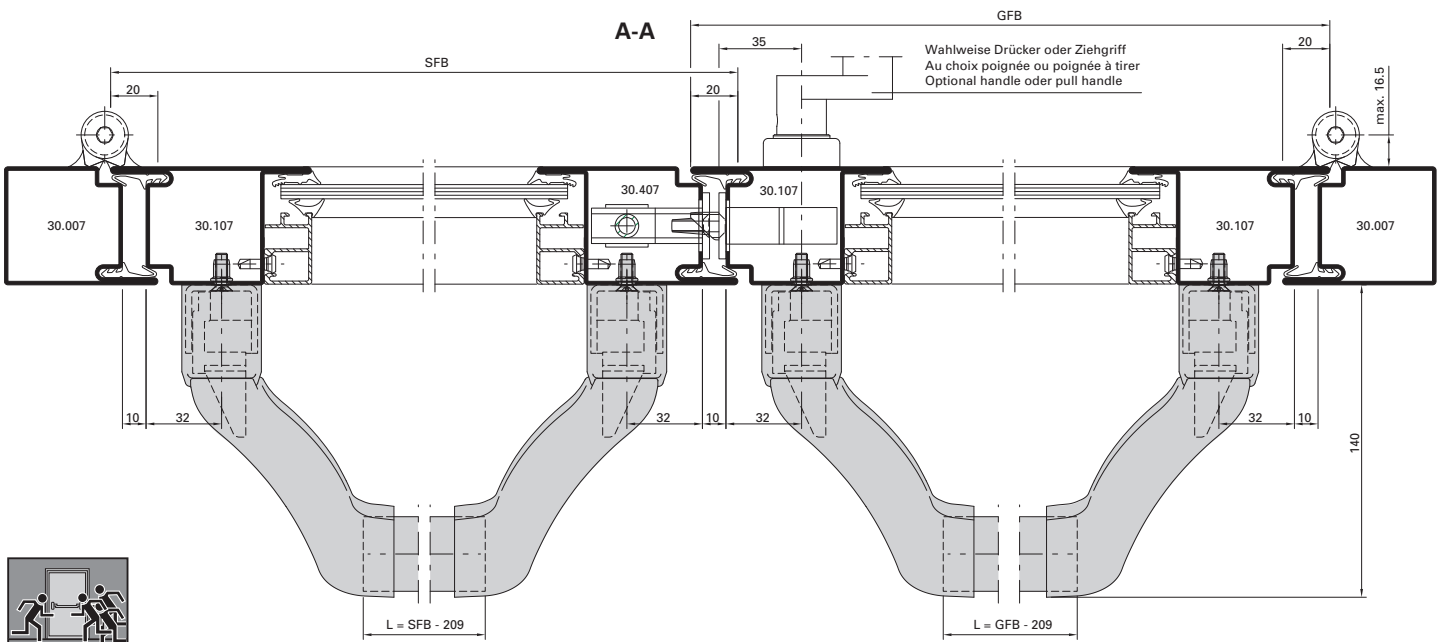 GFB
A-A
35
Wahlweise Drücker oder Ziehgriff
Au choix poignée ou poignée à tirer
Optional handle oder pull handle
20
SFB
20
20
max. 16.5
30.007
30.107
30.407
30.107
30.107
30.007
10
32
32
10
32
32
10
140
L = SFB - 209
L = GFB - 209